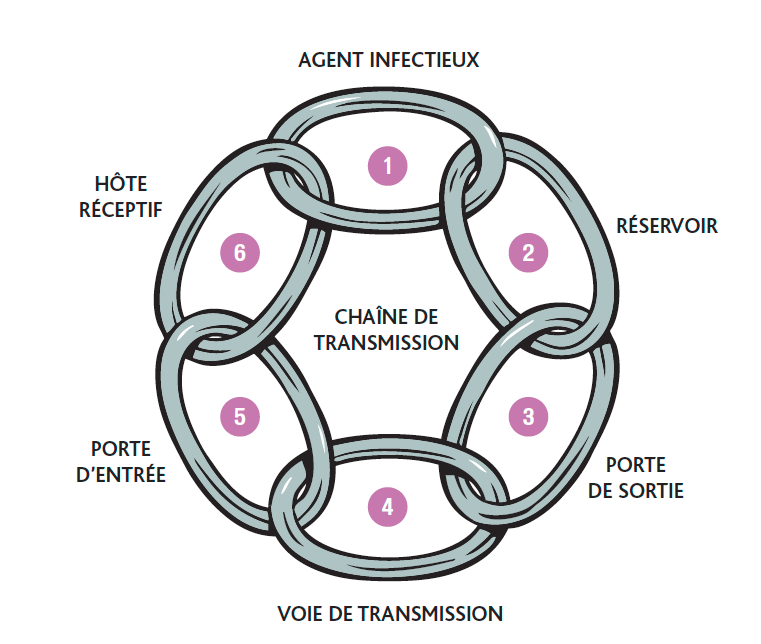 AGENT INFECTIEUX
1
HÔTE
RÉCEPTIF
RÉSERVOIR
6
2
CHAÎNE DE
TRANSMISSION
5
3
PORTE
D'ENTRÉE
PORTE
DE SORTIE
4
VOIE DE TRANSMISSION